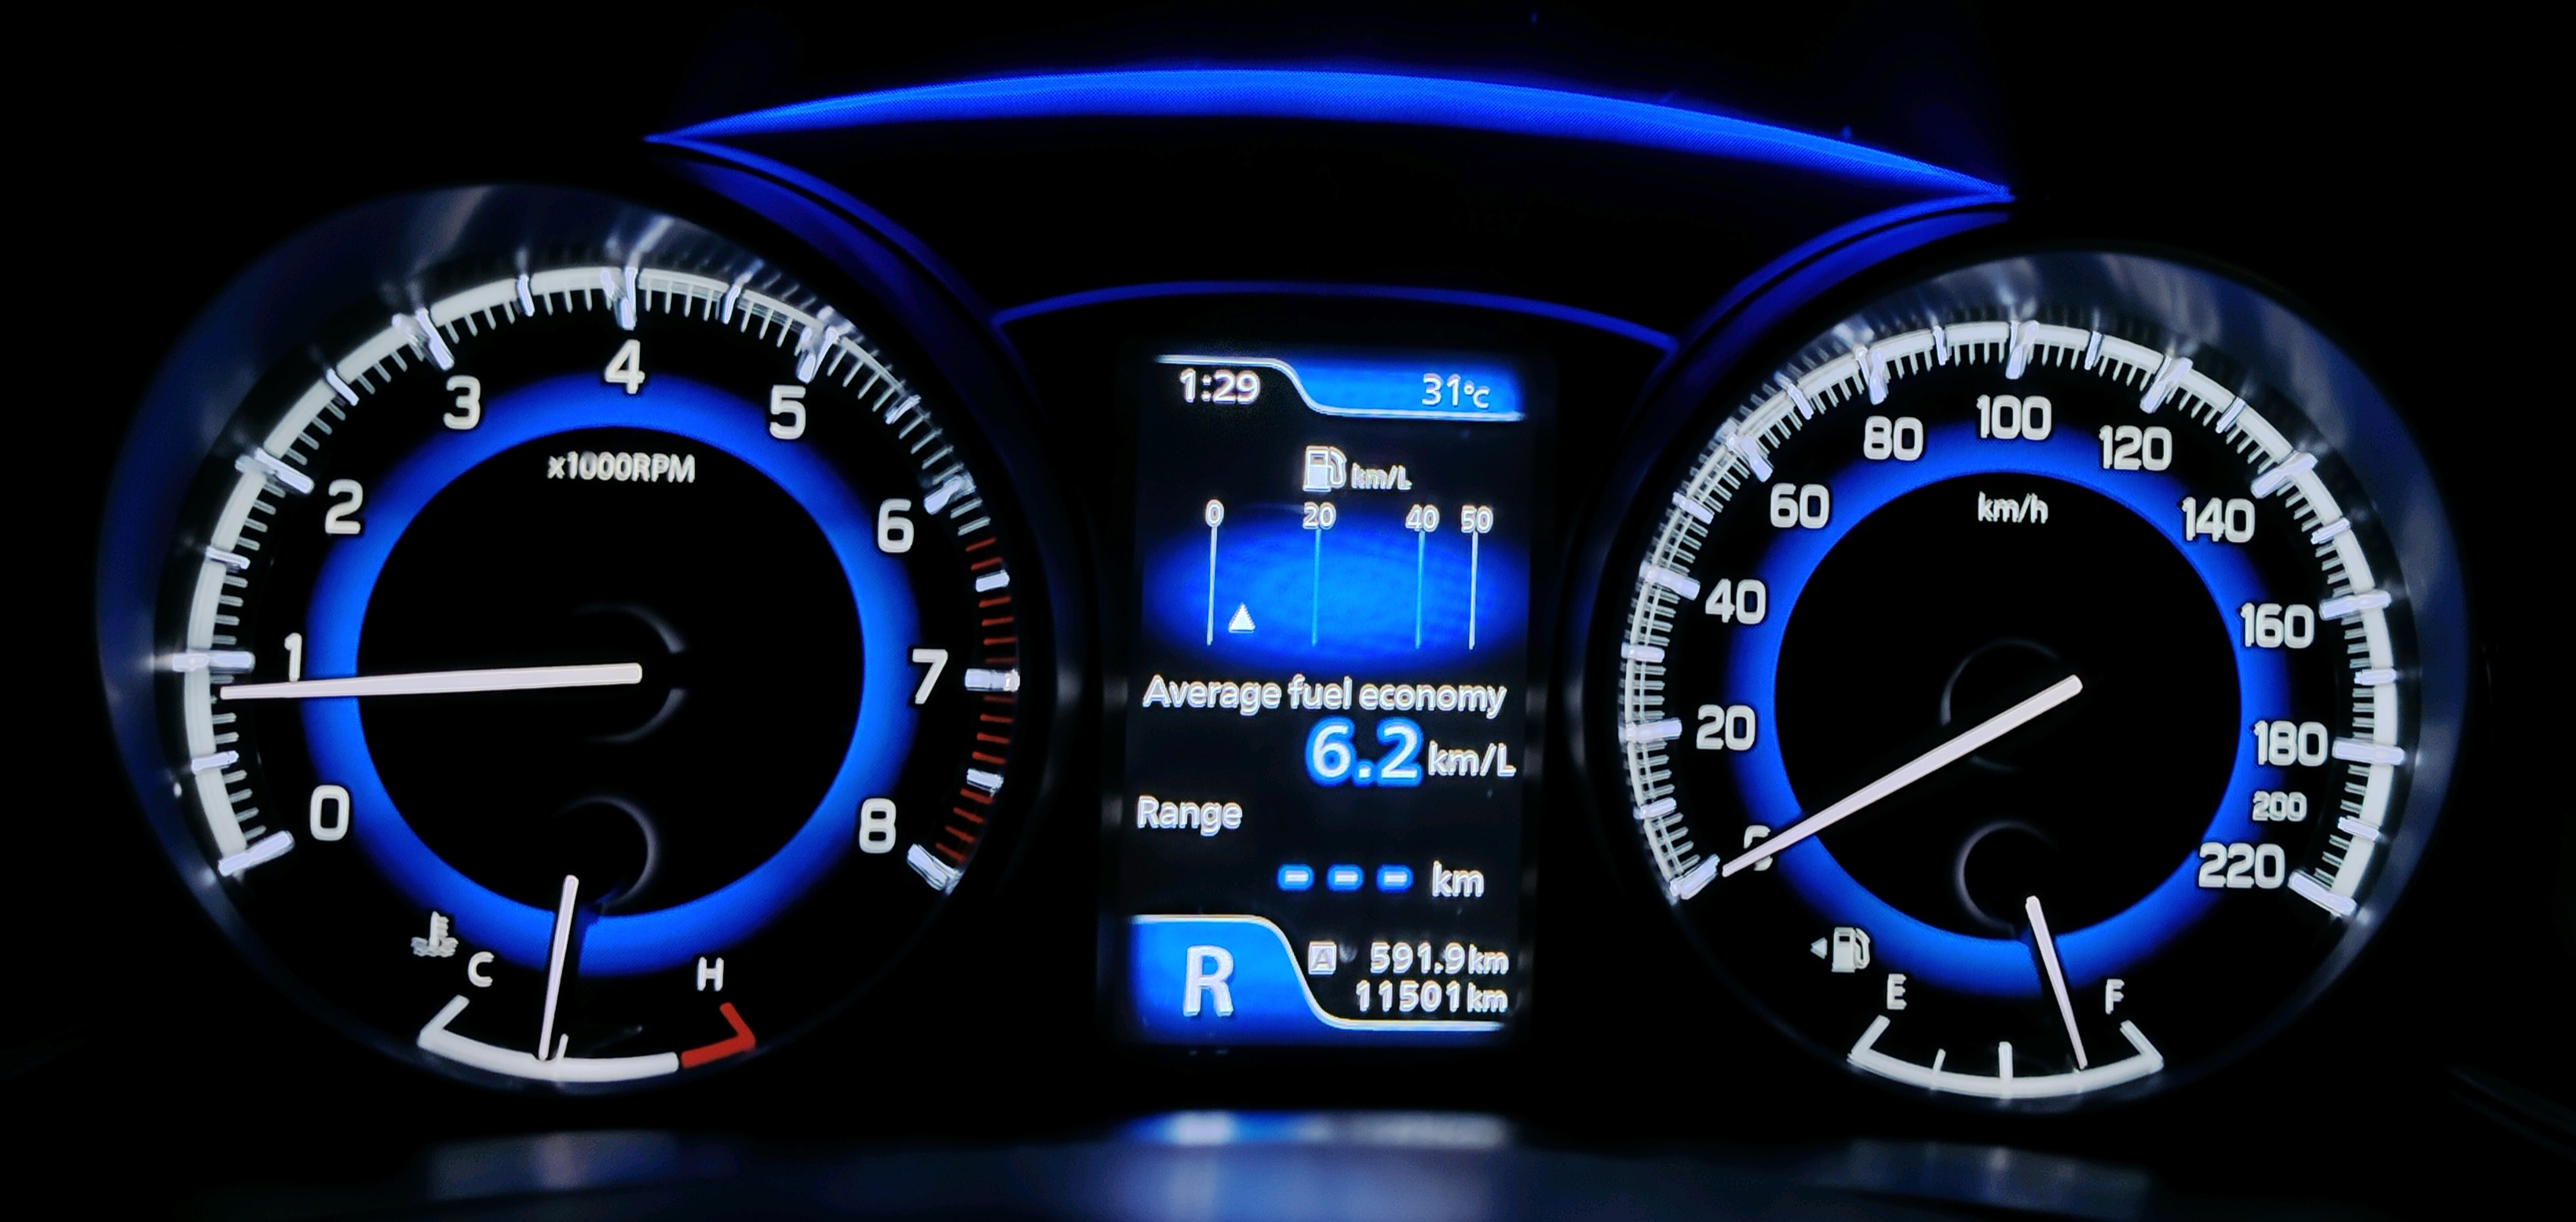 4
3
5
x1000RPM
2
6
1
7
0
8
C
H
1:29
31°C
km/L
0 20 40 50
Average fuel economy
6.2 km/L
Range
--- km
R
A 591.9km
11501km
100
80
120
km/h
60
140
40
160
20
180
200
0
220
E
F